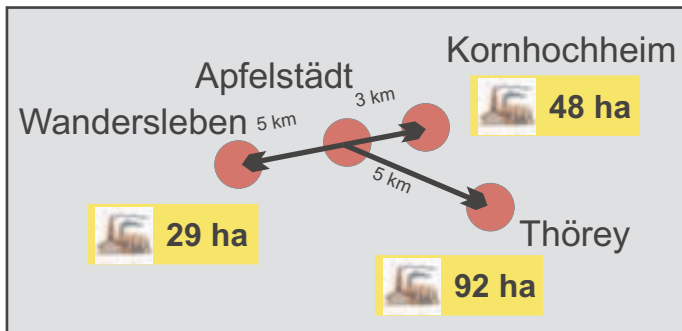 Kornhochheim
48 ha
Apfelstädt
3 km
Wandersleben
5 km
5 km
29 ha
Thörey
92 ha